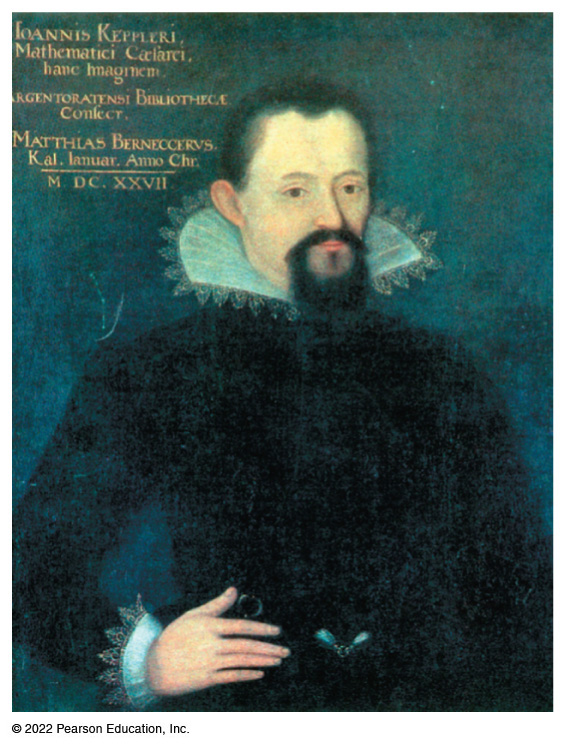 IOANNIS KEPPLERI,
Mathematici Cæſarei,
hanc Imaginem.
ARGENTORATENSI BIBLIOTHECÆ
Conſecr.
MATTHIAS BERNECCERVS.
Kal. Ianuar. Anno Chr.
M DC. XXVII
© 2022 Pearson Education, Inc.